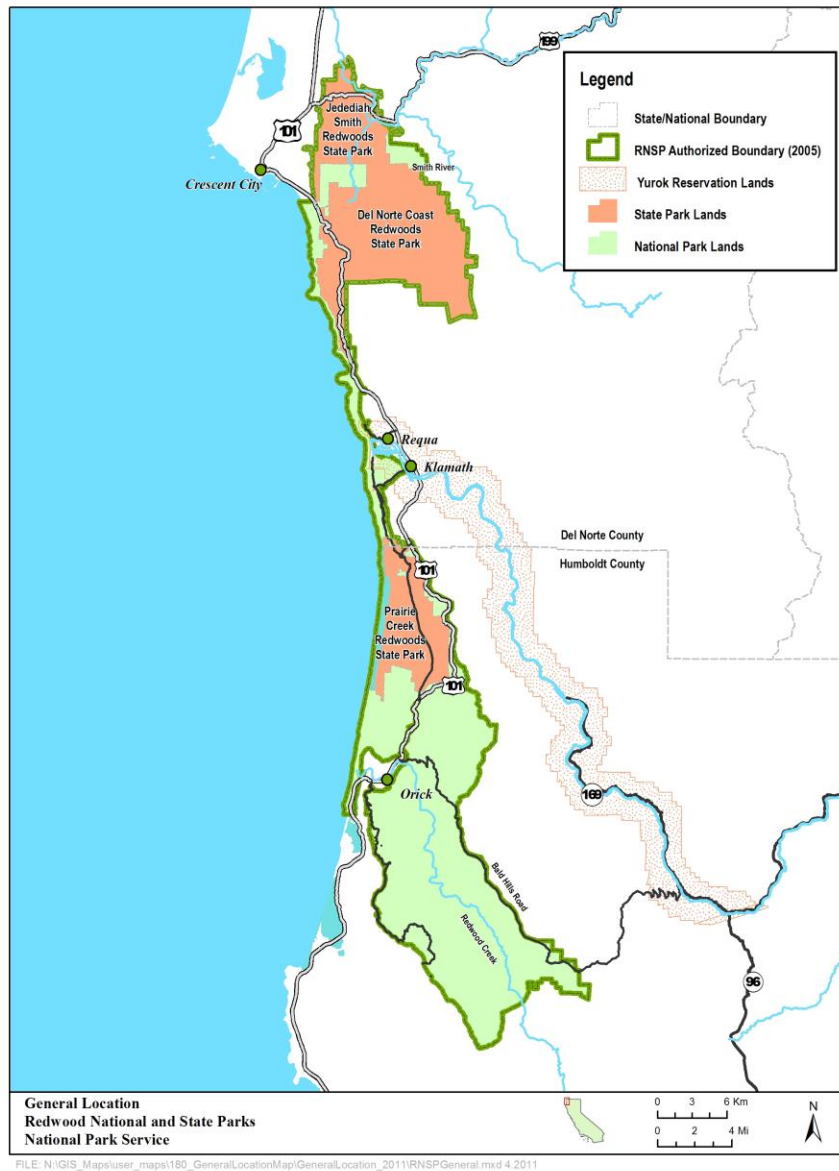 199
Legend
State/National Boundary
RNSP Authorized Boundary (2005)
Yurok Reservation Lands
State Park Lands
National Park Lands
Jedediah
Smith
Redwoods
State Park
101
Smith River
Crescent City
Del Norte Coast
Redwoods
State Park
Requa
Klamath
Del Norte County
Humboldt County
101
Prairie
Creek
Redwoods
State Park
101
Orick
169
Bald Hills Road
Redwood Creek
96
General Location
Redwood National and State Parks
National Park Service
0 3 6 Km
0 2 4 Mi
N
FILE: N:\GIS_Maps\user_maps\180_GeneralLocationMap\GeneralLocation_2011\RNSPGeneral.mxd 4.2011